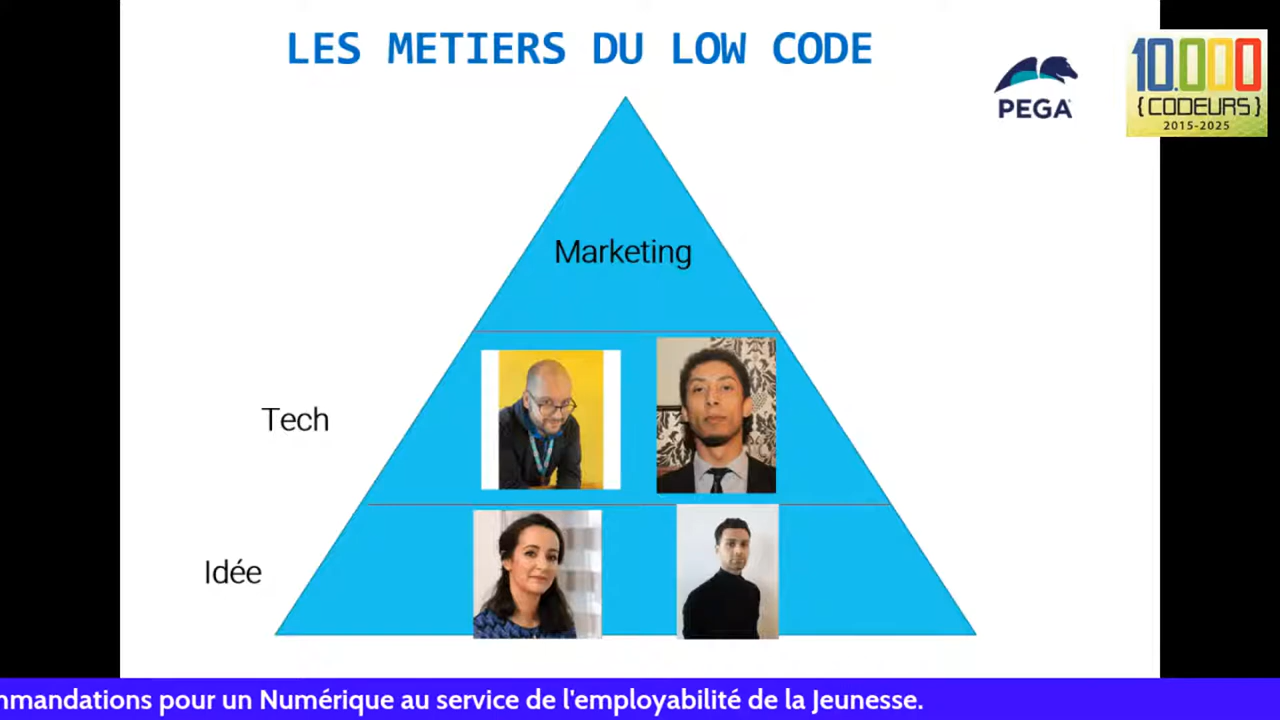 LES METIERS DU LOW CODE
PEGA
10.000
{CODEURS}
2015-2025
Marketing
Tech
Idée
mmandations pour un Numérique au service de l'employabilité de la Jeunesse.